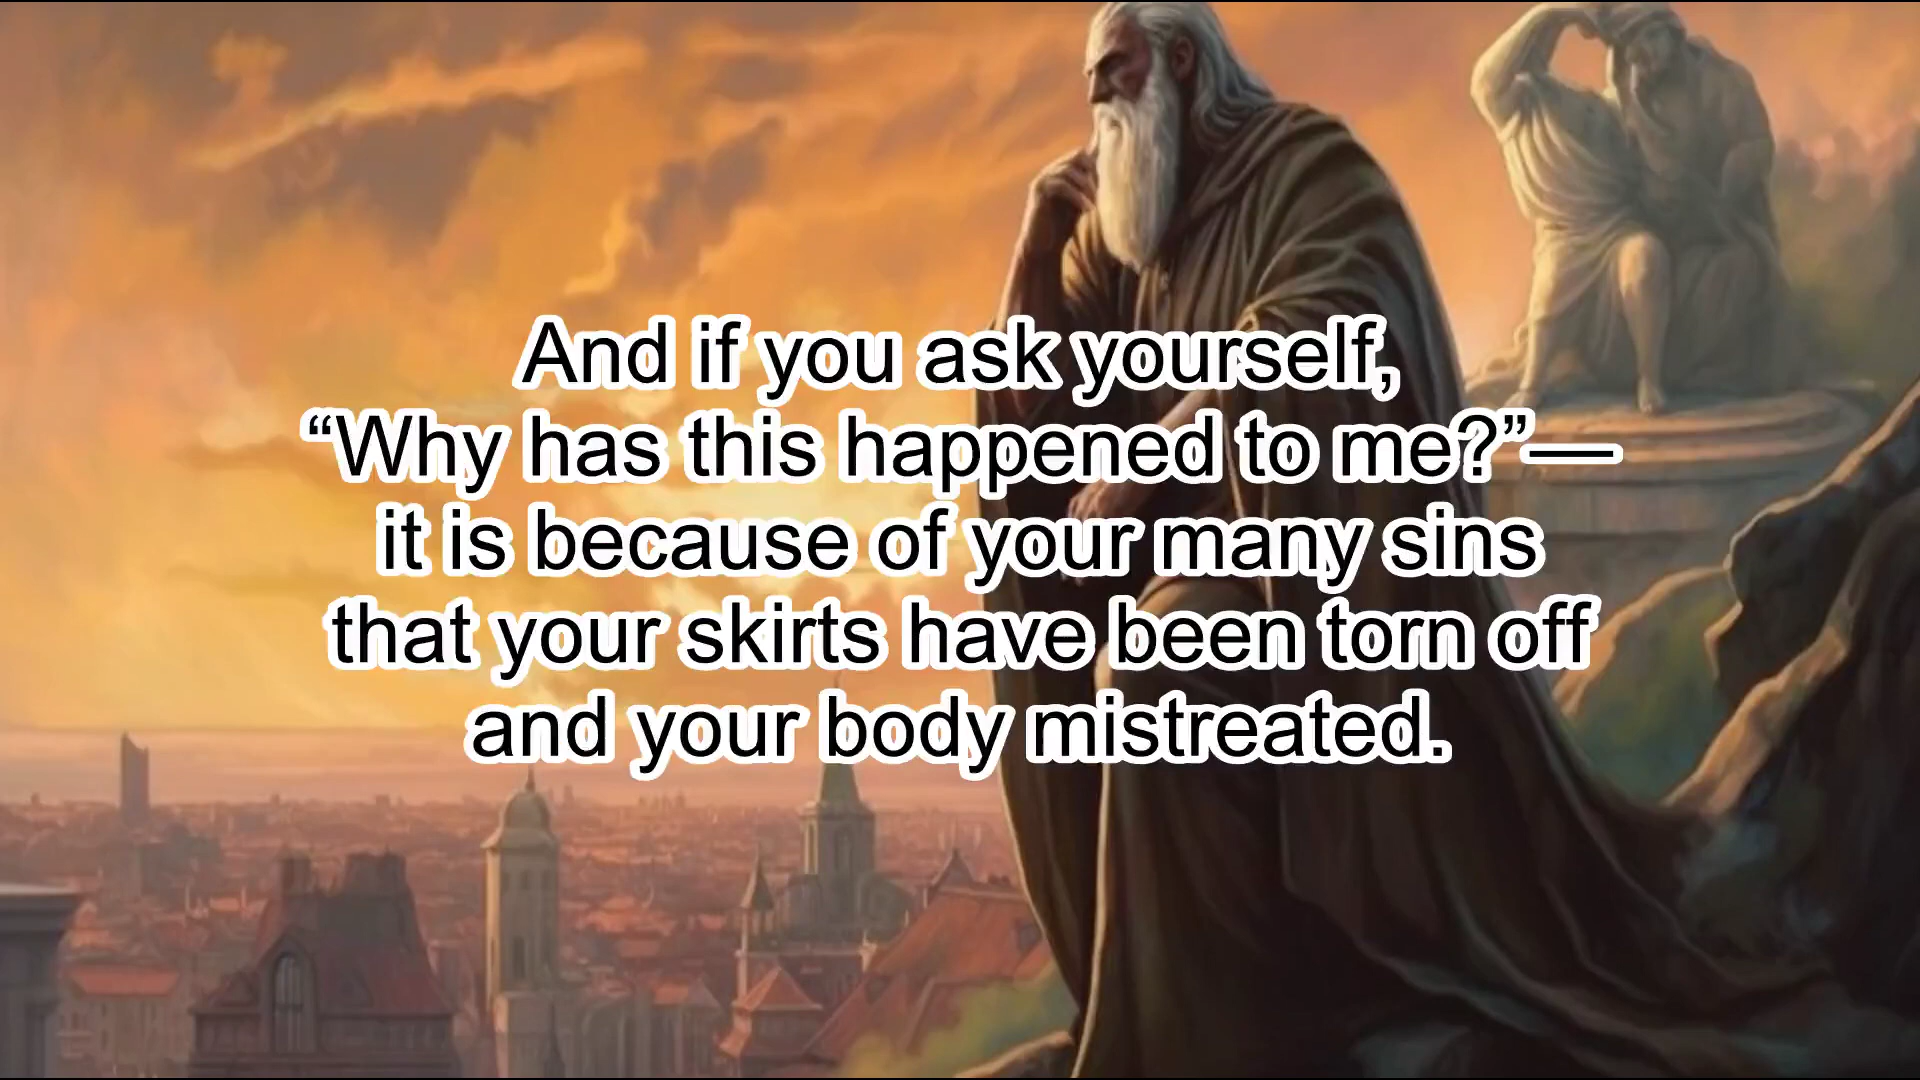 And if you ask yourself,
“Why has this happened to me?”—
it is because of your many sins
that your skirts have been torn off
and your body mistreated.